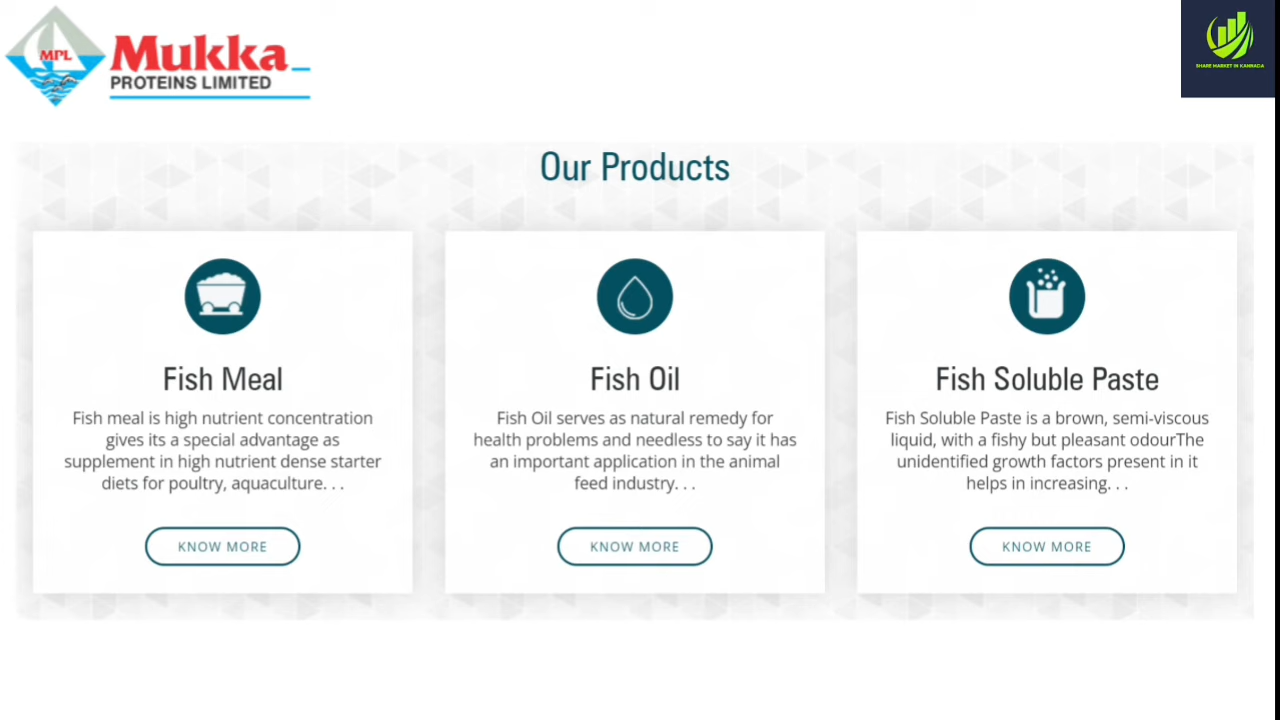 MPL
Mukka
PROTEINS LIMITED
SHARE MARKET IN KANNADA
Our Products
Fish Meal
Fish meal is high nutrient concentration
gives its a special advantage as
supplement in high nutrient dense starter
diets for poultry, aquaculture. . .
KNOW MORE
Fish Oil
Fish Oil serves as natural remedy for
health problems and needless to say it has
an important application in the animal
feed industry. . .
KNOW MORE
Fish Soluble Paste
Fish Soluble Paste is a brown, semi-viscous
liquid, with a fishy but pleasant odourThe
unidentified growth factors present in it
helps in increasing. . .
KNOW MORE